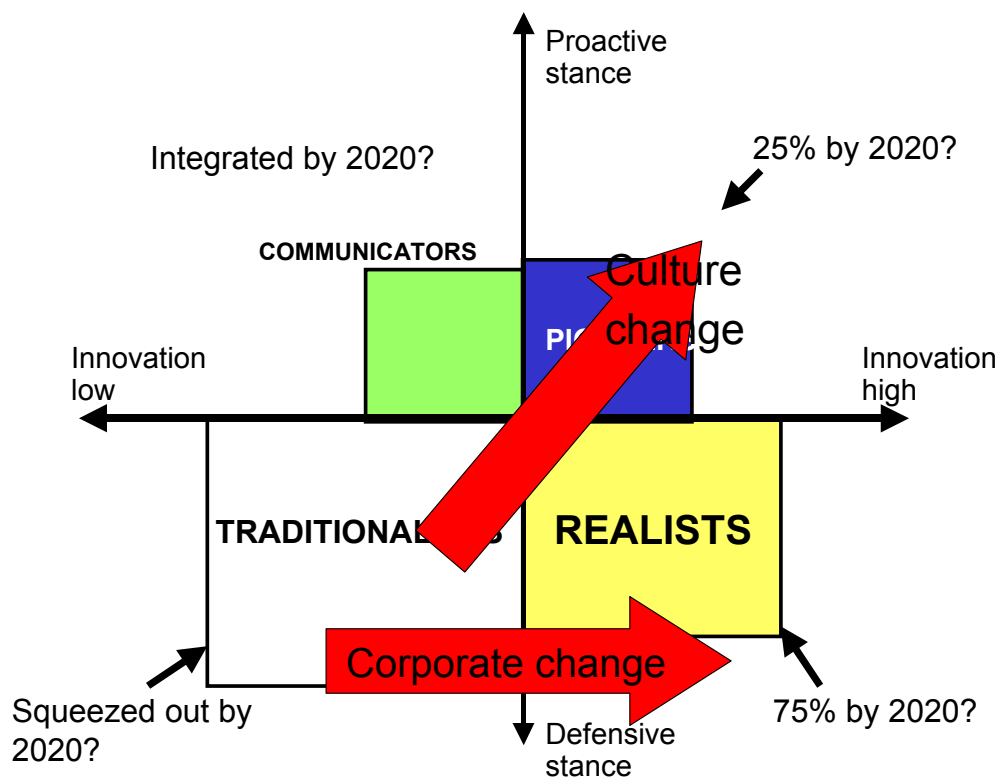 Proactive
stance
25% by 2020?
Integrated by 2020?
COMMUNICATORS
Culture
change
Innovation
low
Innovation
high
REALISTS
Corporate change
Squeezed out by
2020?
75% by 2020?
Defensive
stance